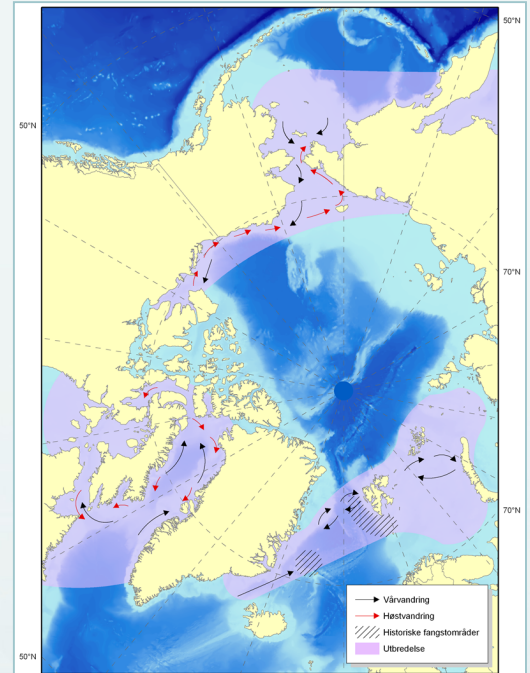 50°N
50°N
70°N
70°N
50°N
Vårvandring
Høstvandring
Historiske fangstområder
Utbredelse